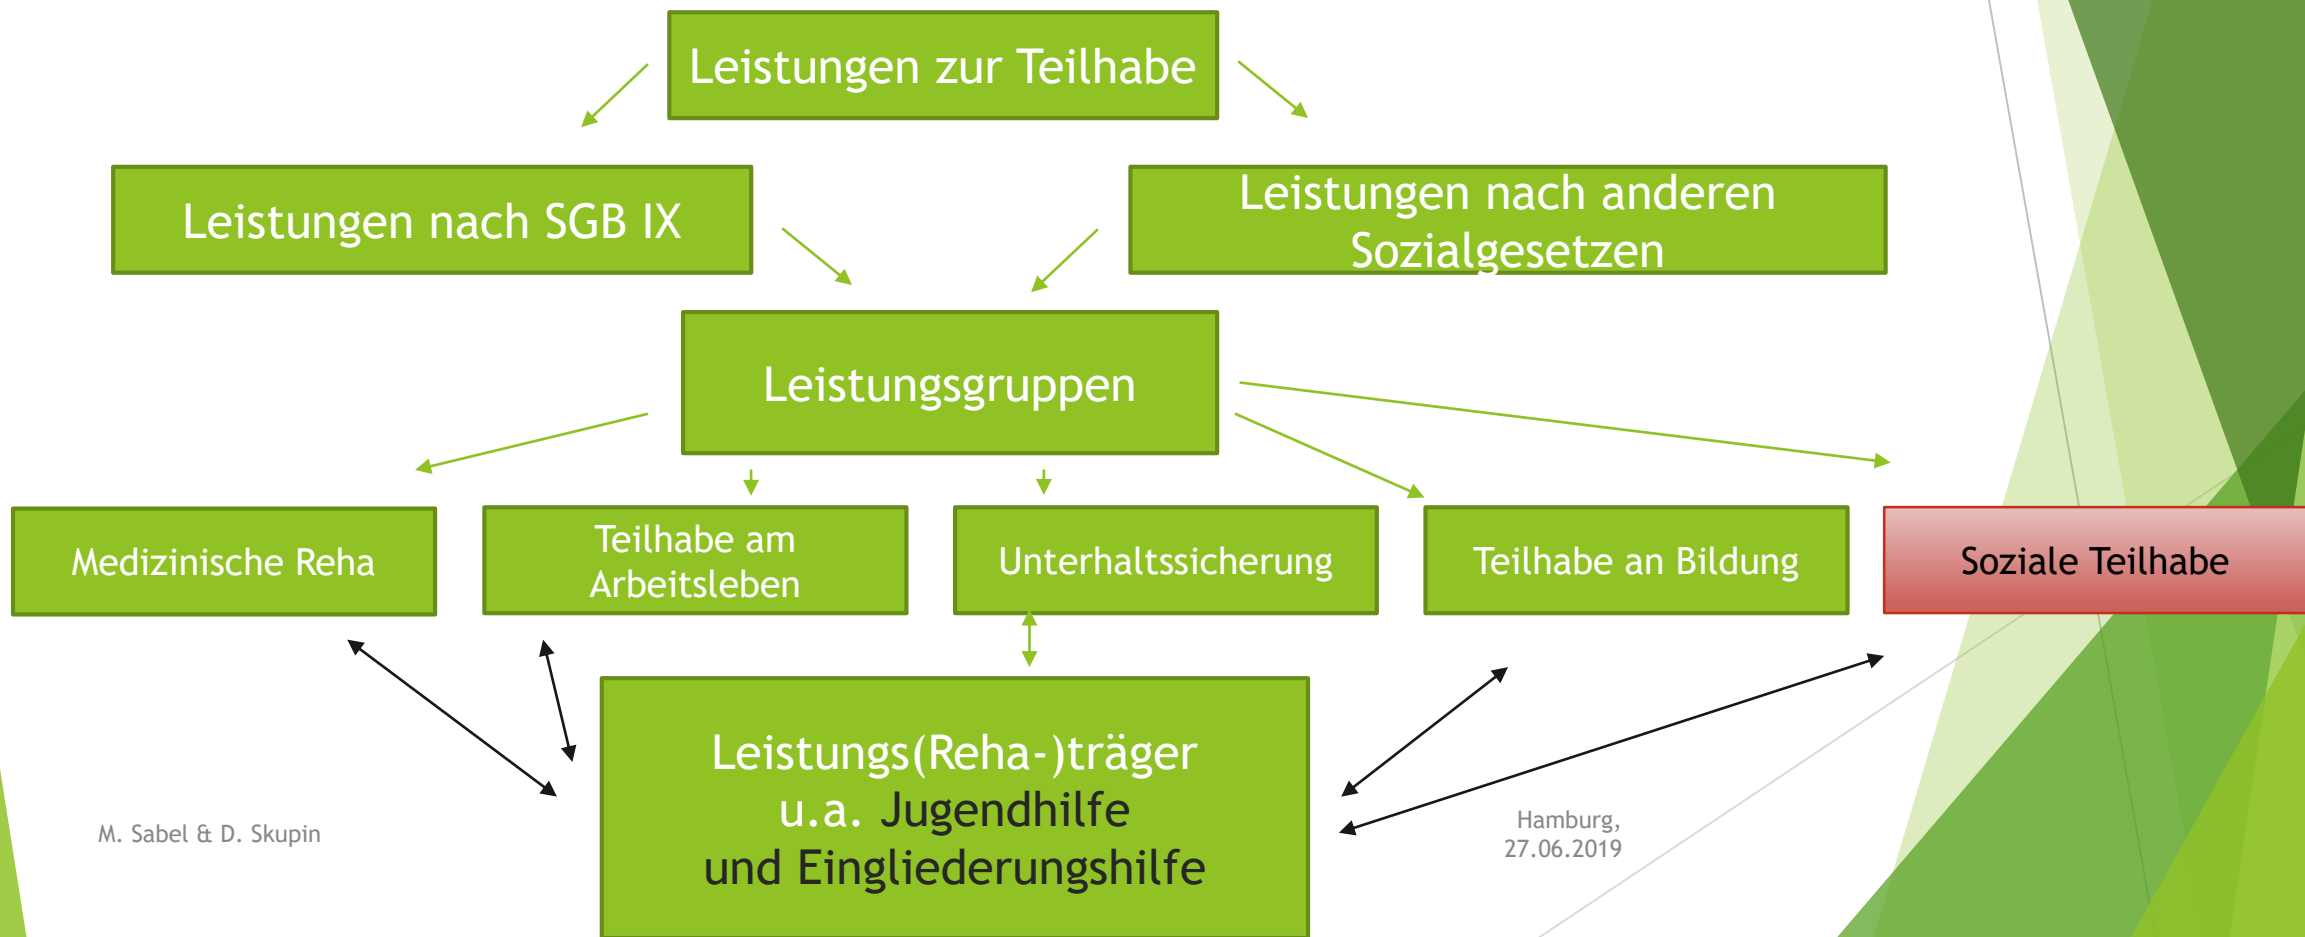 Leistungen zur Teilhabe
Leistungen nach SGB IX
Leistungen nach anderen
Sozialgesetzen
Leistungsgruppen
Medizinische Reha
Teilhabe am
Arbeitsleben
Unterhaltssicherung
Teilhabe an Bildung
Soziale Teilhabe
Leistungs(Reha-)träger
u.a. Jugendhilfe
und Eingliederungshilfe
M. Sabel & D. Skupin
Hamburg,
27.06.2019